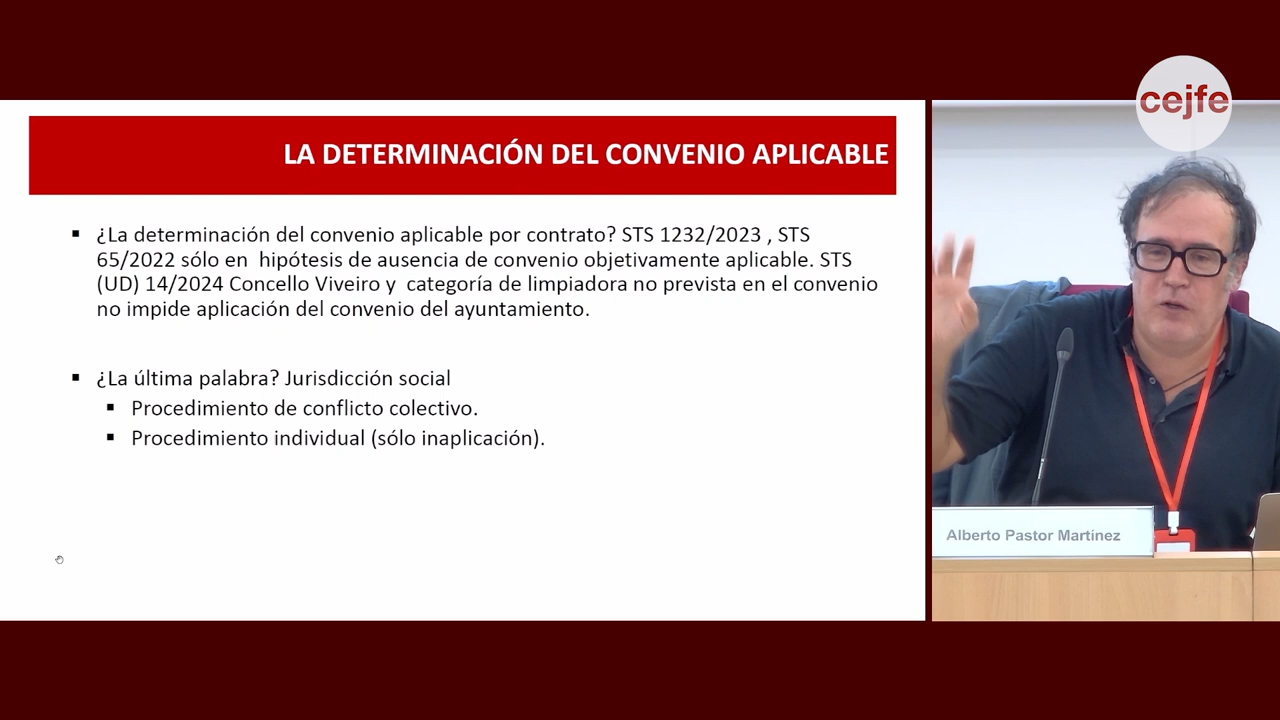 cejfe
LA DETERMINACIÓN DEL CONVENIO APLICABLE
▪ ¿La determinación del convenio aplicable por contrato? STS 1232/2023 , STS
65/2022 sólo en  hipótesis de ausencia de convenio objetivamente aplicable. STS
(UD) 14/2024 Concello Viveiro y  categoría de limpiadora no prevista en el convenio
no impide aplicación del convenio del ayuntamiento.
▪ ¿La última palabra? Jurisdicción social
▪ Procedimiento de conflicto colectivo.
▪ Procedimiento individual (sólo inaplicación).
Alberto Pastor Martinez